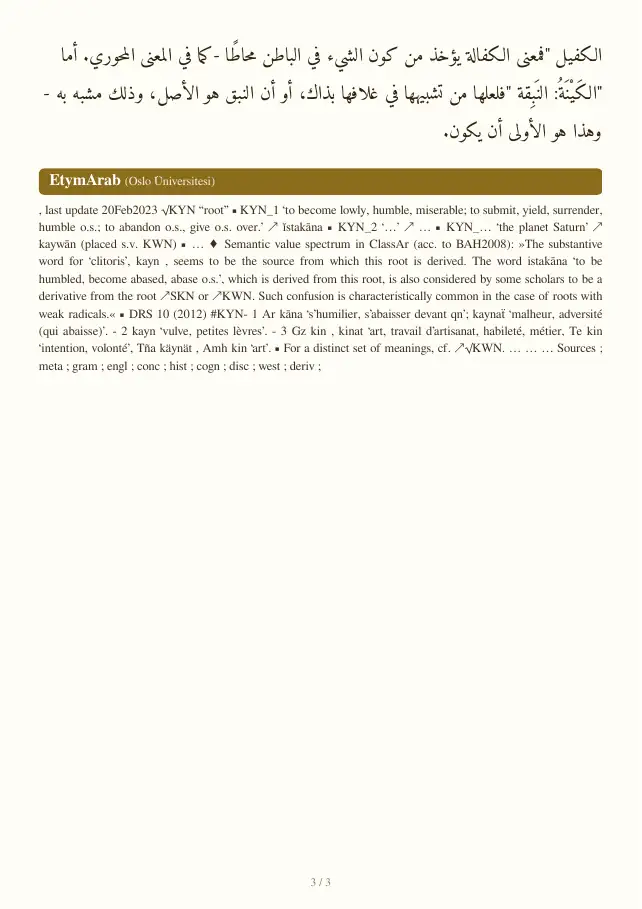 الكفيل "فمعنى الكفالة يؤخذ من كون الشيء في الباطن محاطًا -كما في المعنى المحوري. أما
"الكَيْنَةُ: النَبِقة "فلعلها من تشبيهها في غلافها بذاك، أو أن النبق هو الأصل، وذلك مشبه به -
وهذا هو الأولى أن يكون.
EtymArab (Oslo Üniversitesi)
, last update 20Feb2023 √KYN “root” ▪ KYN_1 ‘to become lowly, humble, miserable; to submit, yield, surrender,
humble o.s.; to abandon o.s., give o.s. over.’ ↗ ĭstakāna ▪ KYN_2 ‘…’ ↗ … ▪ KYN_… ‘the planet Saturn’ ↗
kaywān (placed s.v. KWN) ▪ … ♦ Semantic value spectrum in ClassAr (acc. to BAH2008): »The substantive
word for ‘clitoris’, kayn , seems to be the source from which this root is derived. The word istakāna ‘to be
humbled, become abased, abase o.s.’, which is derived from this root, is also considered by some scholars to be a
derivative from the root ↗SKN or ↗KWN. Such confusion is characteristically common in the case of roots with
weak radicals.« ▪ DRS 10 (2012) #KYN- 1 Ar kāna ‘s’humilier, s’abaisser devant qn’; kaynaẗ ‘malheur, adversité
(qui abaisse)’. - 2 kayn ‘vulve, petites lèvres’. - 3 Gz kin , kinat ‘art, travail d’artisanat, habileté, métier, Te kin
‘intention, volonté’, Tña käynät , Amh kin ‘art’. ▪ For a distinct set of meanings, cf. ↗√KWN. … … … Sources ;
meta ; gram ; engl ; conc ; hist ; cogn ; disc ; west ; deriv ;
3 / 3